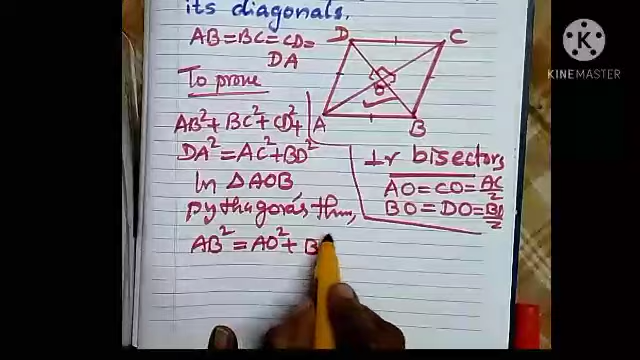 its diagonals.
AB=BC=CD=
DA
To prove
AB²+BC²+CD²+
DA²=AC²+BD²
In △AOB,
pythagoras thm,
AB²=AO²+B
D
C
A
B
O
⊥r bisectors
AO=CO=AC/2
BO=DO=BD/2
K
KINEMASTER